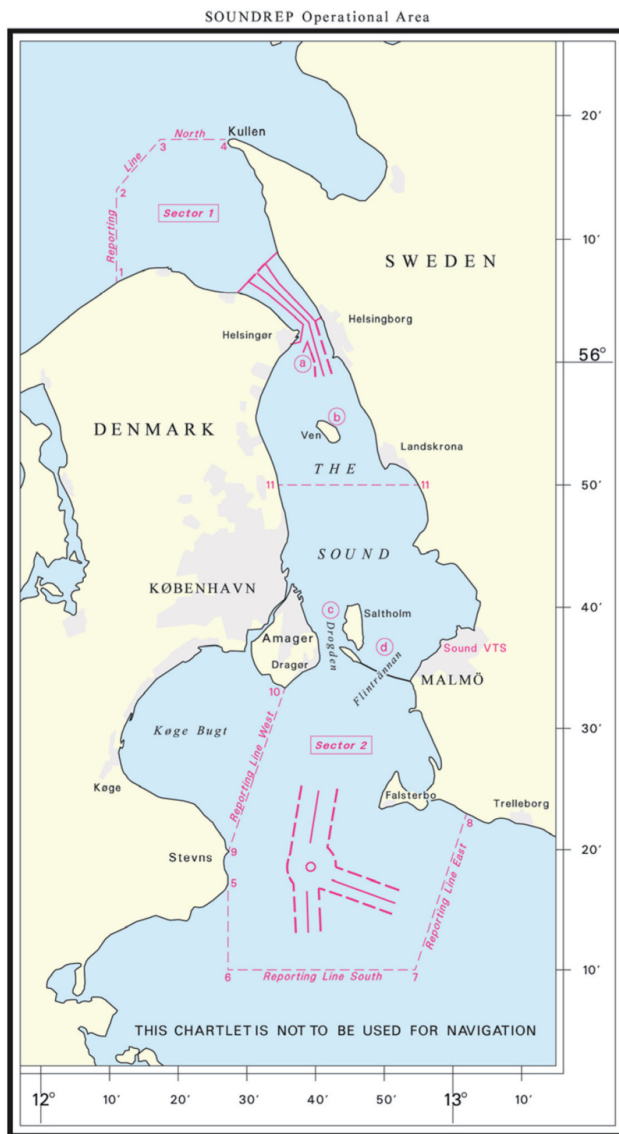 SOUNDREP Operational Area
20′
North
Kullen
3
4
Line
2
Sector 1
Reporting
10′
SWEDEN
1
Helsingborg
Helsingør
56°
a
b
DENMARK
Ven
Landskrona
THE
11
11
50′
SOUND
KØBENHAVN
c
Saltholm
40′
Amager
Drogden
d
Sound VTS
Dragør
Flintrännan
MALMÖ
10
30′
Køge Bugt
Reporting Line West
Sector 2
Køge
Falsterbo
Trelleborg
8
9
20′
Stevns
5
Reporting Line East
6
Reporting Line South
7
10′
THIS CHARTLET IS NOT TO BE USED FOR NAVIGATION
12°
10′
20′
30′
40′
50′
13°
10′